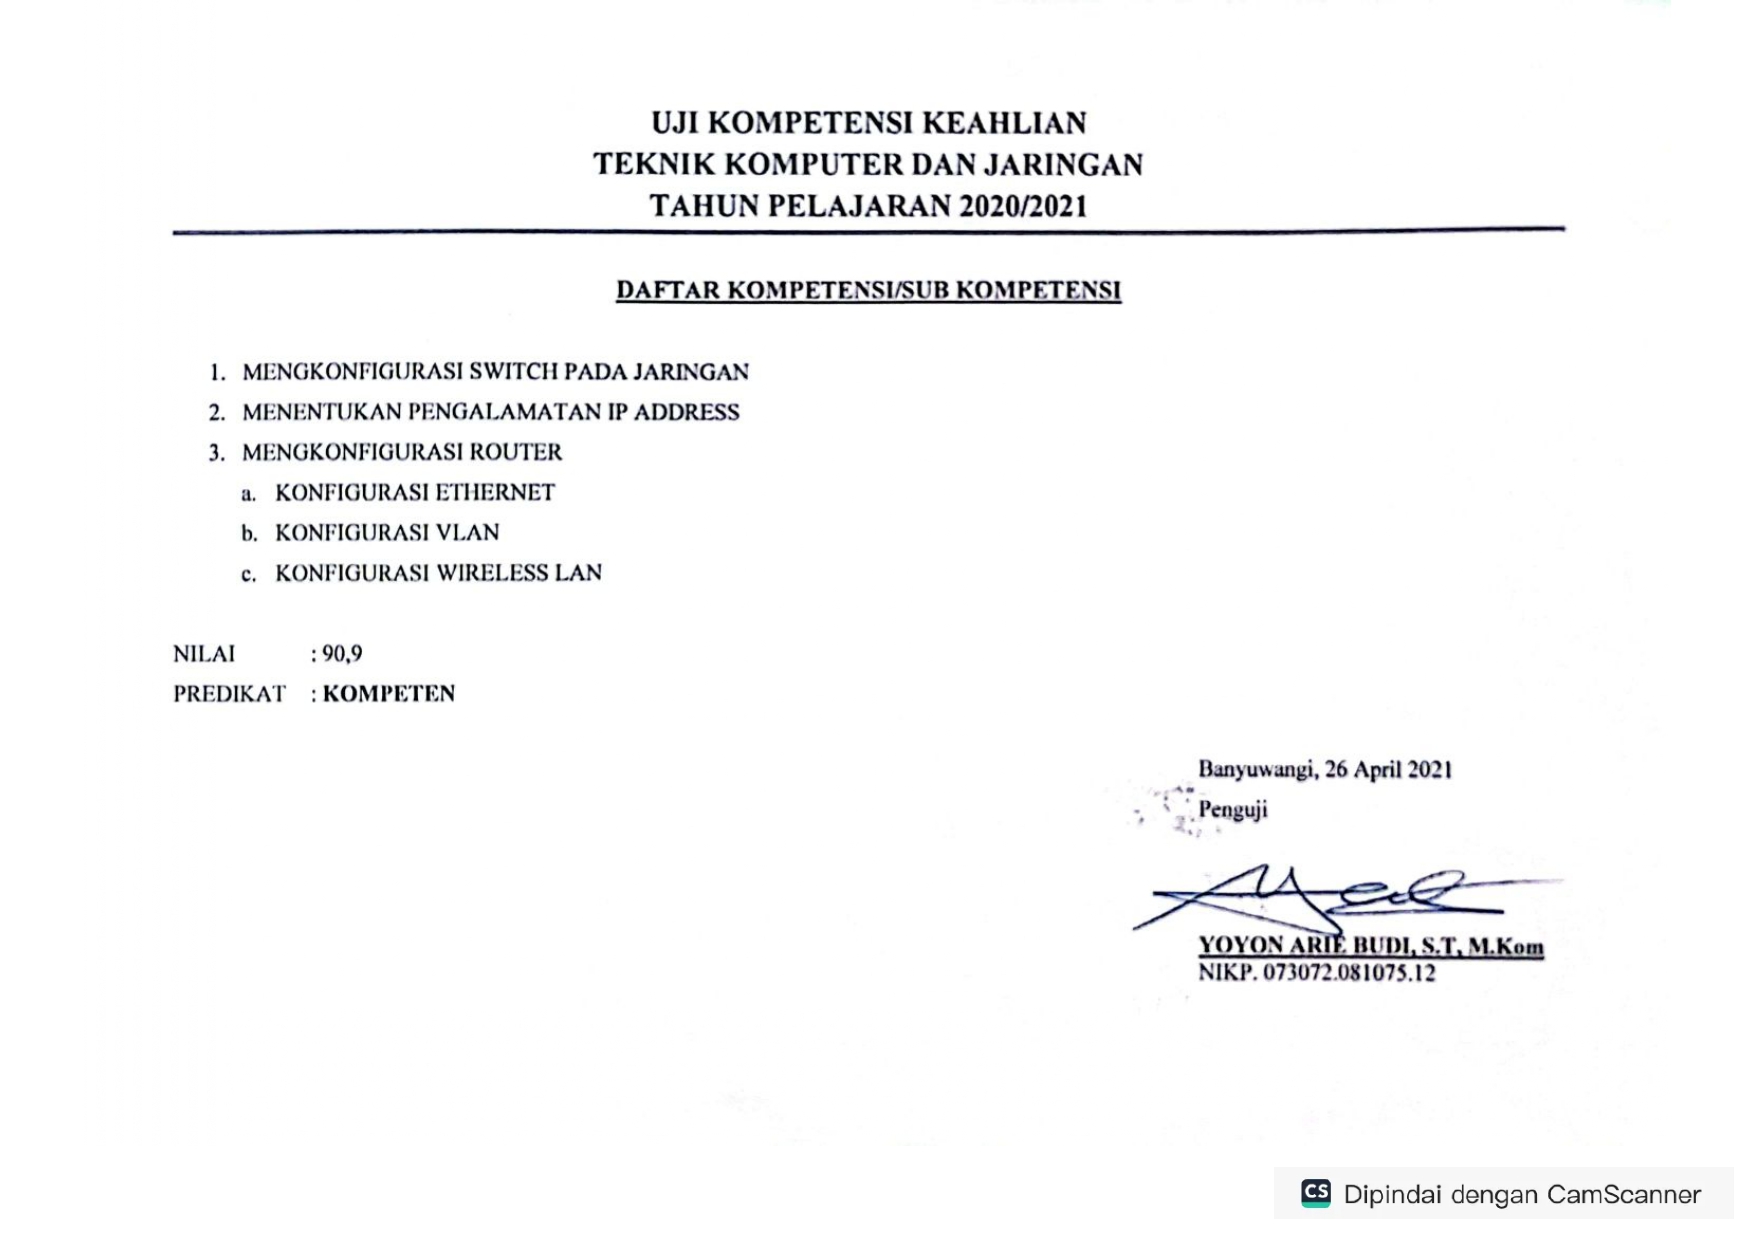 UJI KOMPETENSI KEAHLIAN
TEKNIK KOMPUTER DAN JARINGAN
TAHUN PELAJARAN 2020/2021
DAFTAR KOMPETENSI/SUB KOMPETENSI
1. MENGKONFIGURASI SWITCH PADA JARINGAN
2. MENENTUKAN PENGALAMATAN IP ADDRESS
3. MENGKONFIGURASI ROUTER
a. KONFIGURASI ETHERNET
b. KONFIGURASI VLAN
c. KONFIGURASI WIRELESS LAN
NILAI : 90,9
PREDIKAT : KOMPETEN
Banyuwangi, 26 April 2021
Penguji
YOYON ARIE BUDI, S.T, M.Kom
NIKP. 073072.081075.12
CS Dipindai dengan CamScanner